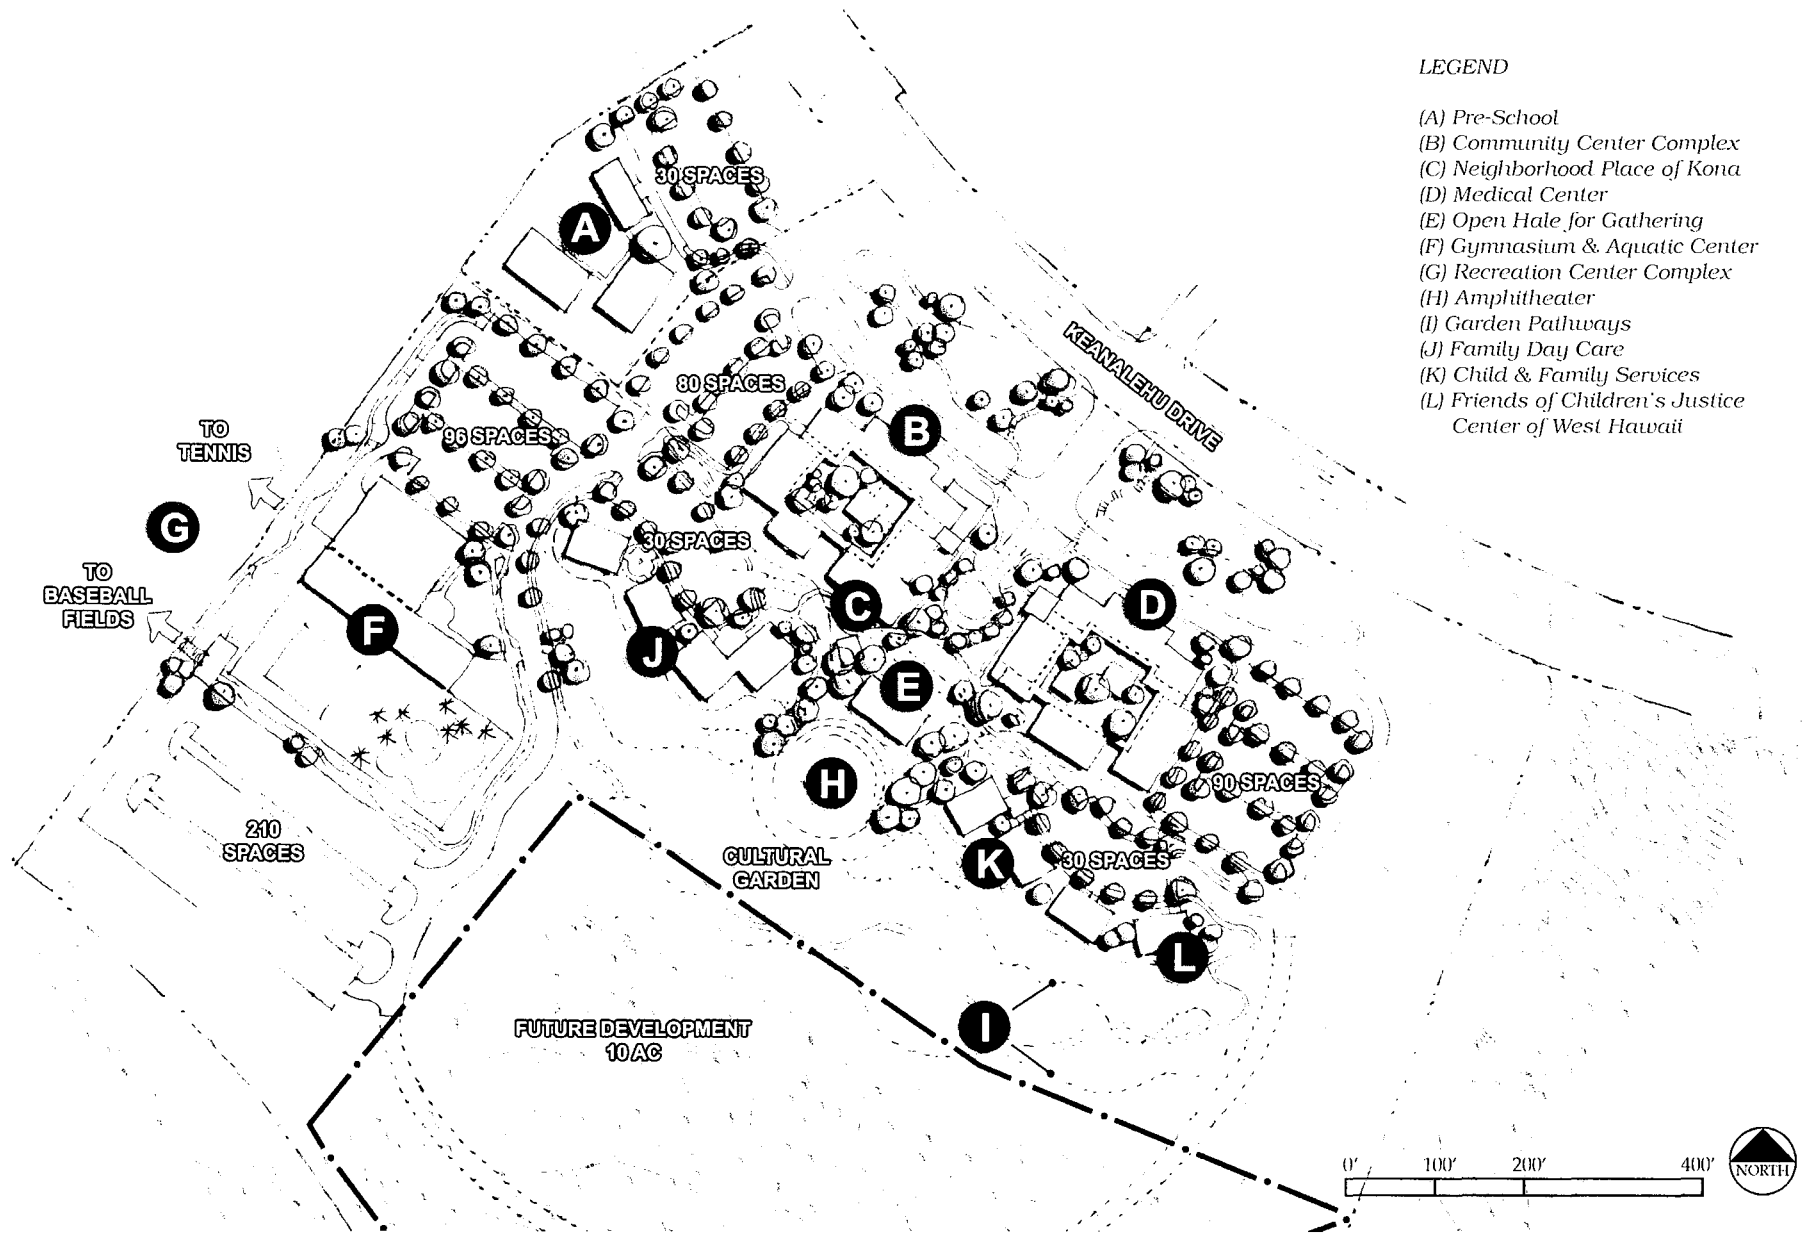 LEGEND
(A) Pre-School
(B) Community Center Complex
(C) Neighborhood Place of Kona
(D) Medical Center
(E) Open Hale for Gathering
(F) Gymnasium & Aquatic Center
(G) Recreation Center Complex
(H) Amphitheater
(I) Garden Pathways
(J) Family Day Care
(K) Child & Family Services
(L) Friends of Children's Justice
Center of West Hawaii
30 SPACES
A
KEANALEHU DRIVE
80 SPACES
B
96 SPACES
TO
TENNIS
G
30 SPACES
TO
BASEBALL
FIELDS
F
C
D
J
E
H
90 SPACES
210
SPACES
CULTURAL
GARDEN
K
30 SPACES
L
I
FUTURE DEVELOPMENT
10 AC
0' 100' 200' 400'
NORTH